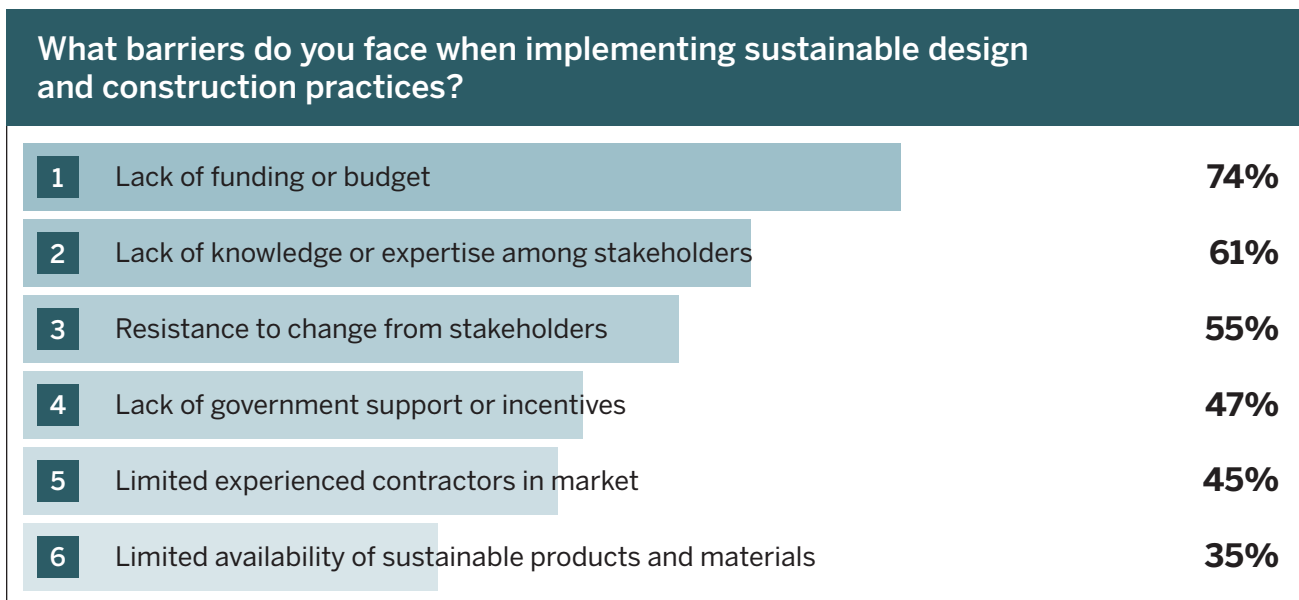 What barriers do you face when implementing sustainable design
and construction practices?
1 Lack of funding or budget 74%
2 Lack of knowledge or expertise among stakeholders 61%
3 Resistance to change from stakeholders 55%
4 Lack of government support or incentives 47%
5 Limited experienced contractors in market 45%
6 Limited availability of sustainable products and materials 35%